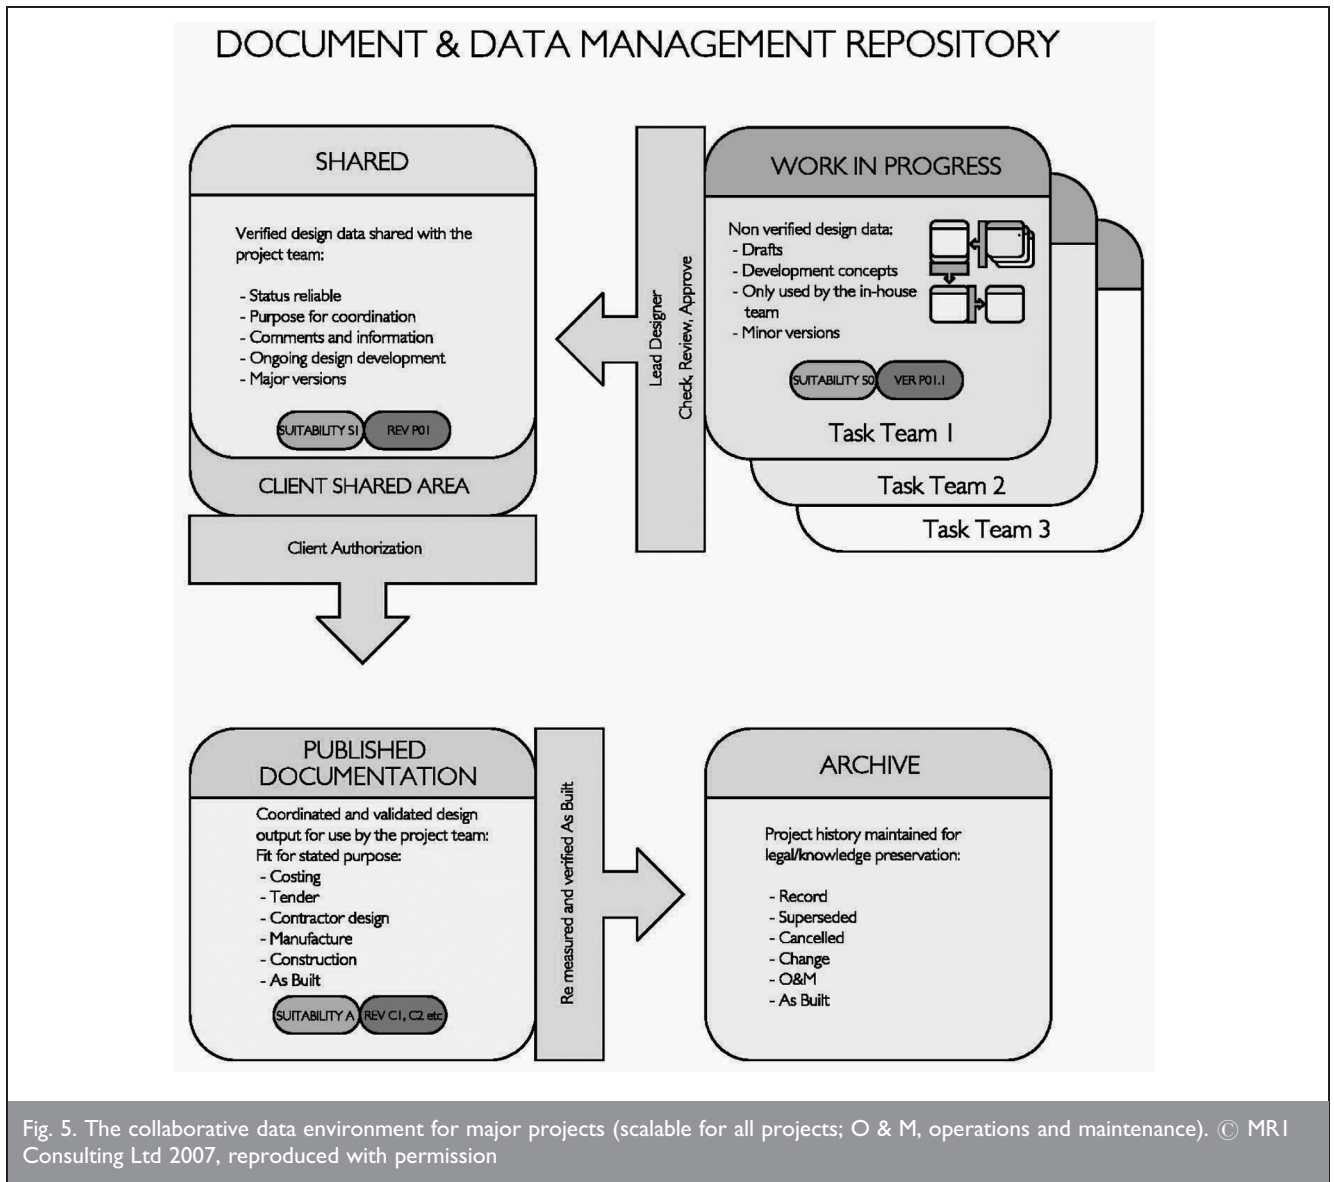 DOCUMENT & DATA MANAGEMENT REPOSITORY
SHARED
Verified design data shared with the
project team:
- Status reliable
- Purpose for coordination
- Comments and information
- Ongoing design development
- Major versions
SUITABILITY S1
REV P01
CLIENT SHARED AREA
Client Authorization
Lead Designer
Check, Review, Approve
WORK IN PROGRESS
Non verified design data:
- Drafts
- Development concepts
- Only used by the in-house
team
- Minor versions
SUITABILITY S0
VER P01.1
Task Team 1
Task Team 2
Task Team 3
PUBLISHED
DOCUMENTATION
Coordinated and validated design
output for use by the project team:
Fit for stated purpose:
- Costing
- Tender
- Contractor design
- Manufacture
- Construction
- As Built
SUITABILITY A
REV C1, C2 etc
Re measured and verified As Built
ARCHIVE
Project history maintained for
legal/knowledge preservation:
- Record
- Superseded
- Cancelled
- Change
- O&M
- As Built
Fig. 5. The collaborative data environment for major projects (scalable for all projects; O & M, operations and maintenance). © MR1
Consulting Ltd 2007, reproduced with permission